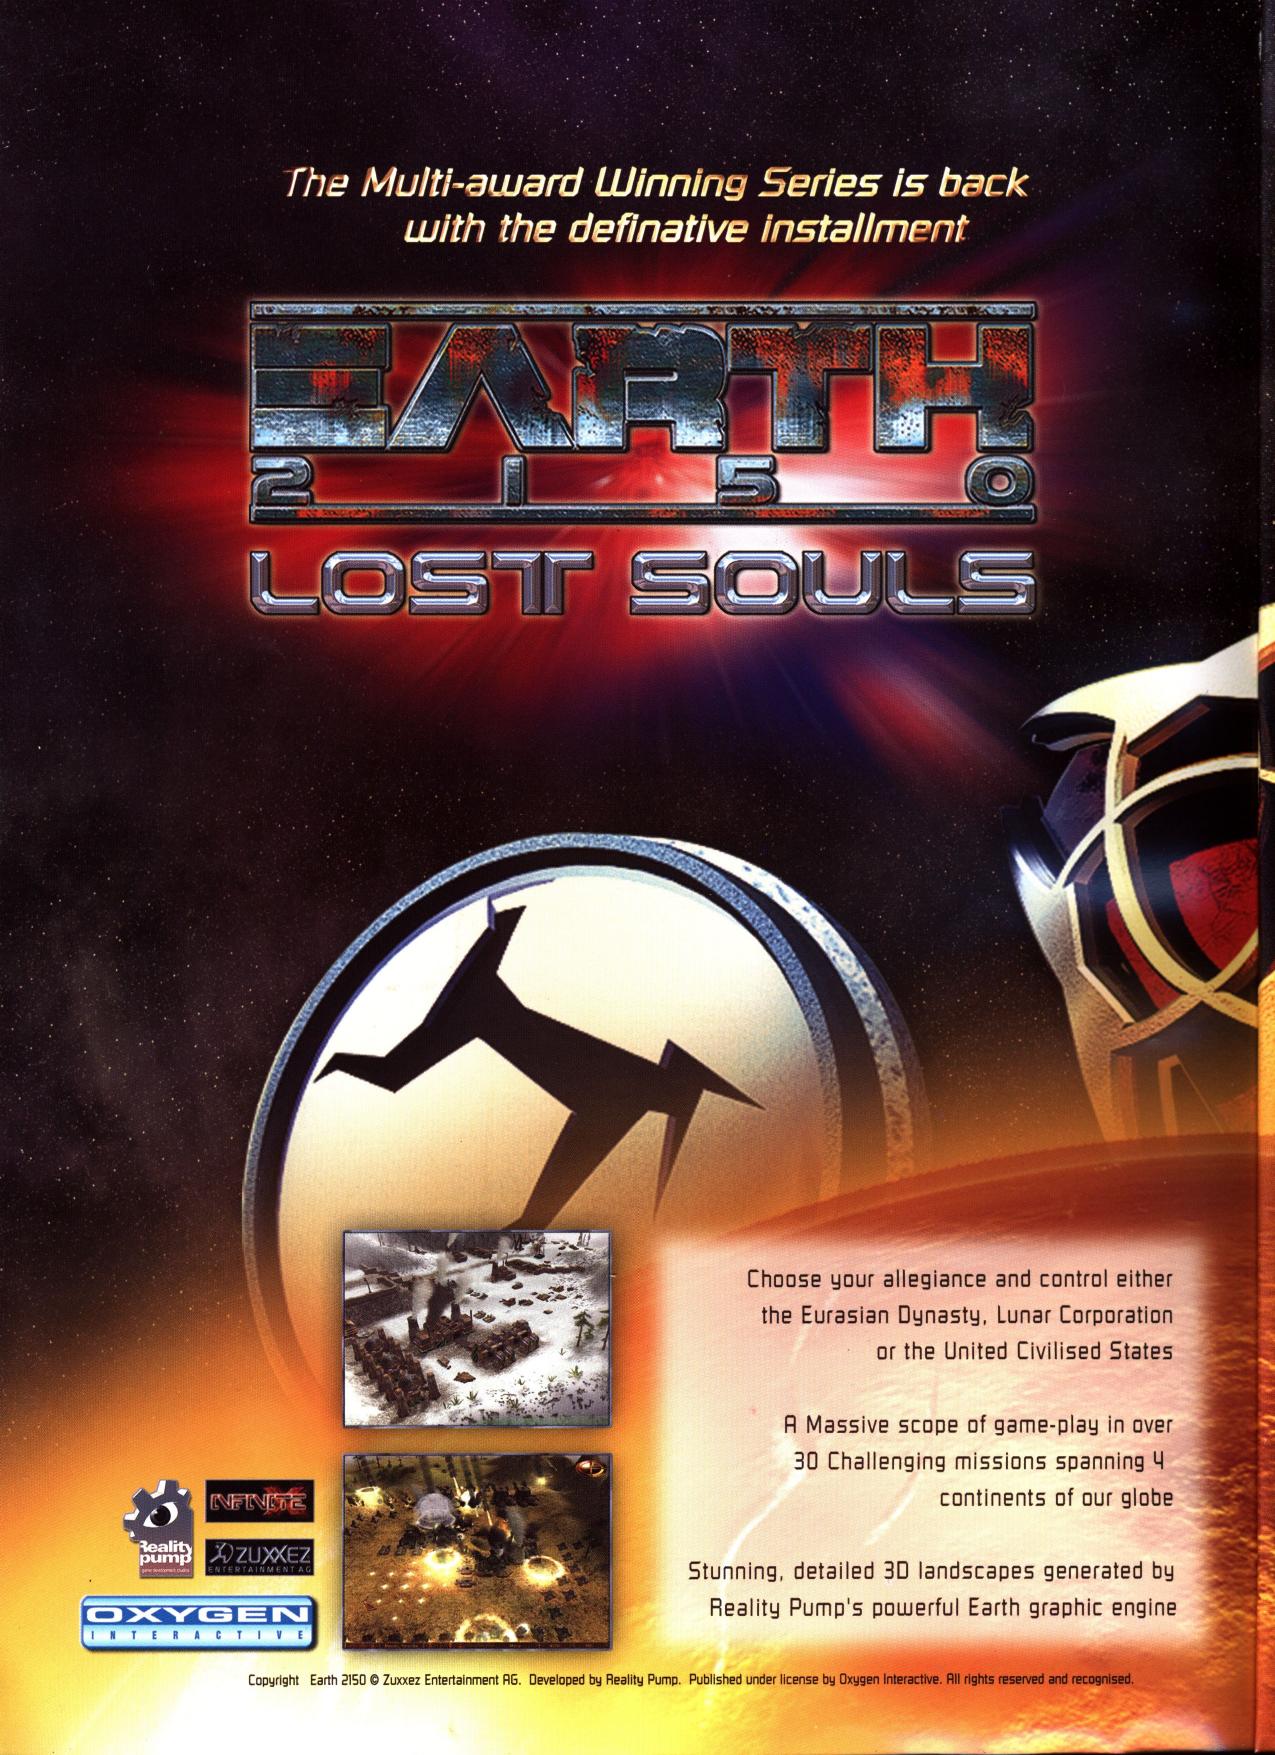 The Multi-award Winning Series is back
with the definative installment
EARTH
2150
LOST SOULS
Choose your allegiance and control either
the Eurasian Dynasty, Lunar Corporation
or the United Civilised States
A Massive scope of game-play in over
30 Challenging missions spanning 4
continents of our globe
Stunning, detailed 3D landscapes generated by
Reality Pump's powerful Earth graphic engine
Reality
pump
game development studios
INFINITE
ZUXXEZ
ENTERTAINMENT AG
OXYGEN
INTERACTIVE
Copyright Earth 2150 © Zuxxez Entertainment AG. Developed by Reality Pump. Published under license by Oxygen Interactive. All rights reserved and recognised.